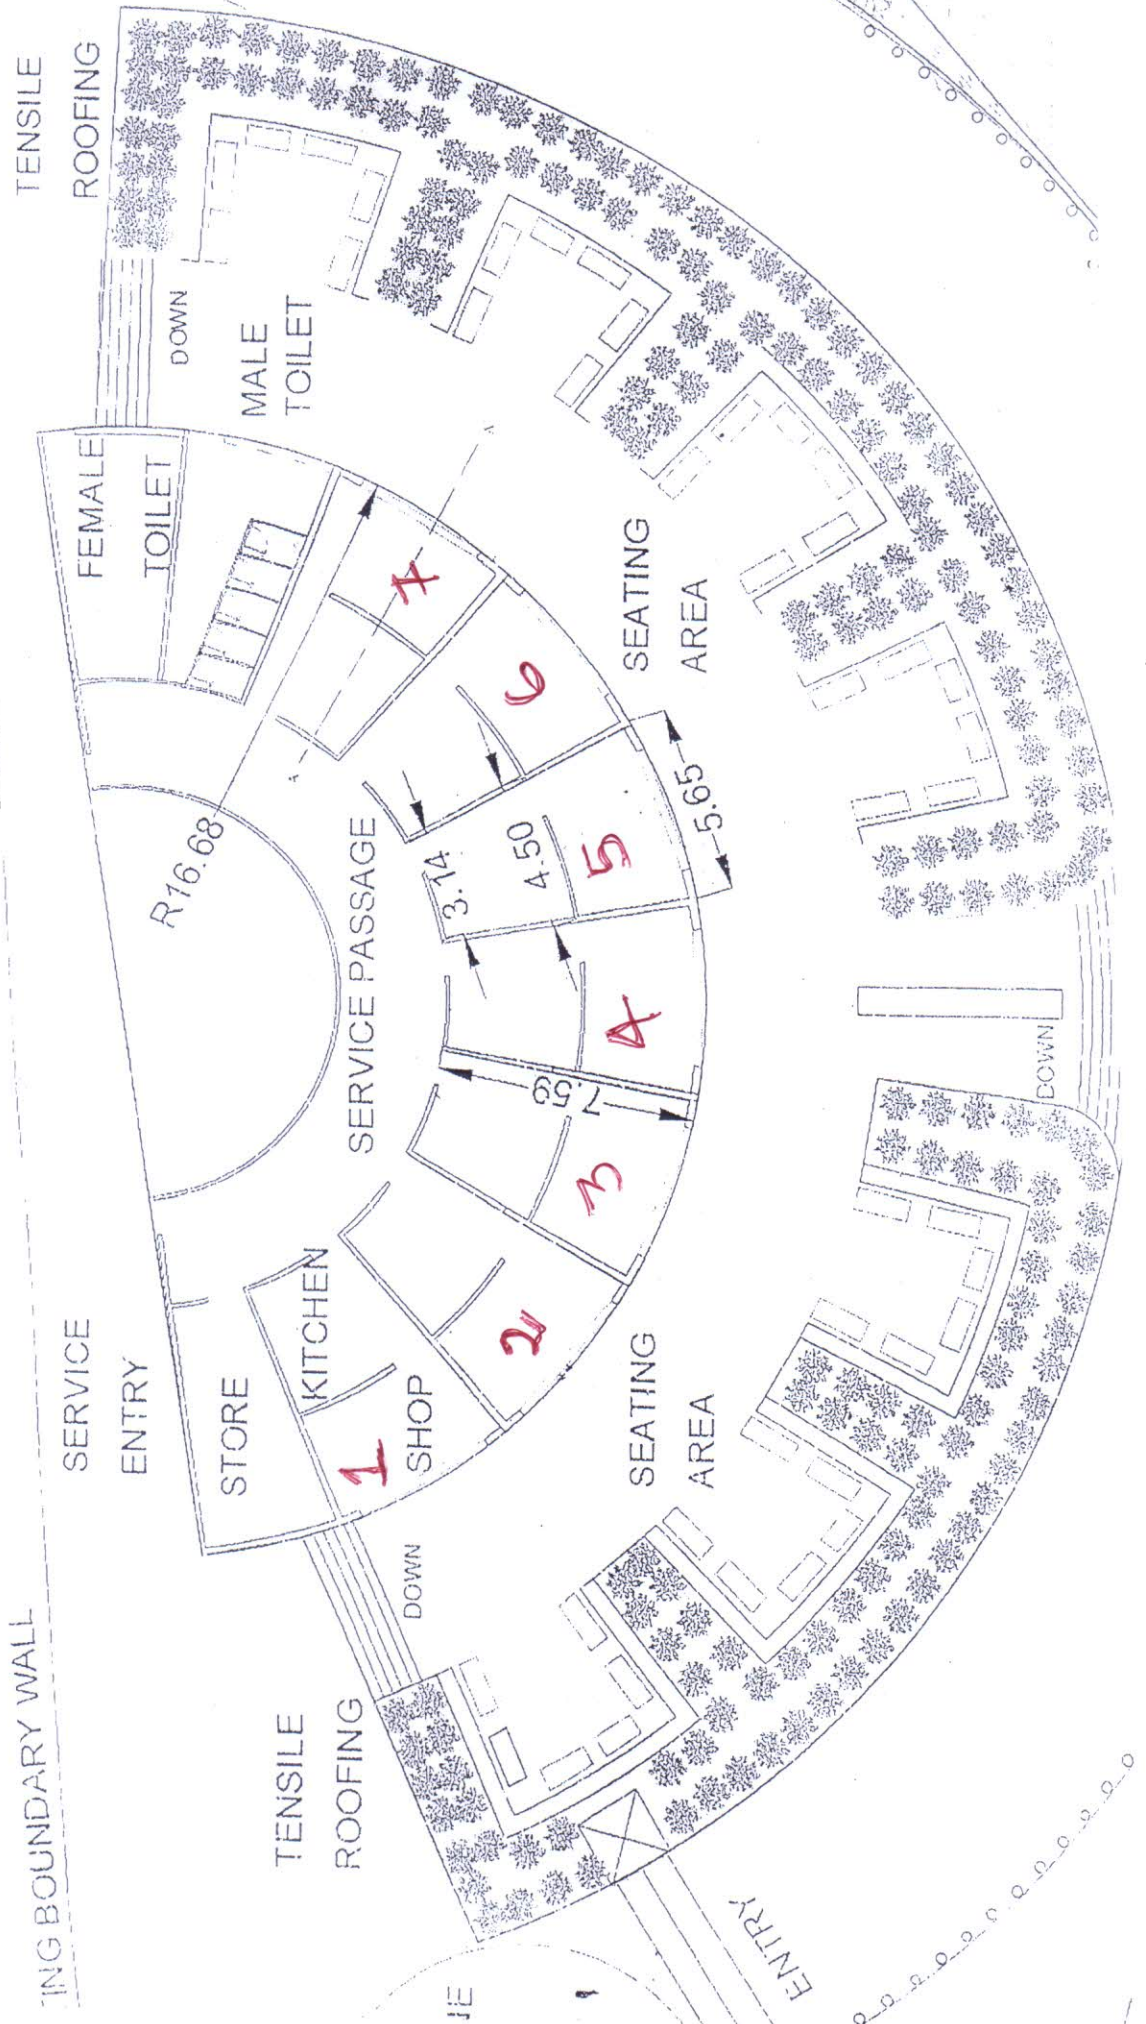 TENSILE
ROOFING
DOWN
MALE
TOILET
FEMALE
TOILET
7
6
5
4
3
2
1
SEATING
AREA
R16.68
SERVICE PASSAGE
3.14
4.50
5.65
7.59
DOWN
SERVICE
ENTRY
STORE
KITCHEN
SHOP
SEATING
AREA
DOWN
TENSILE
ROOFING
TING BOUNDARY WALL
ENTRY